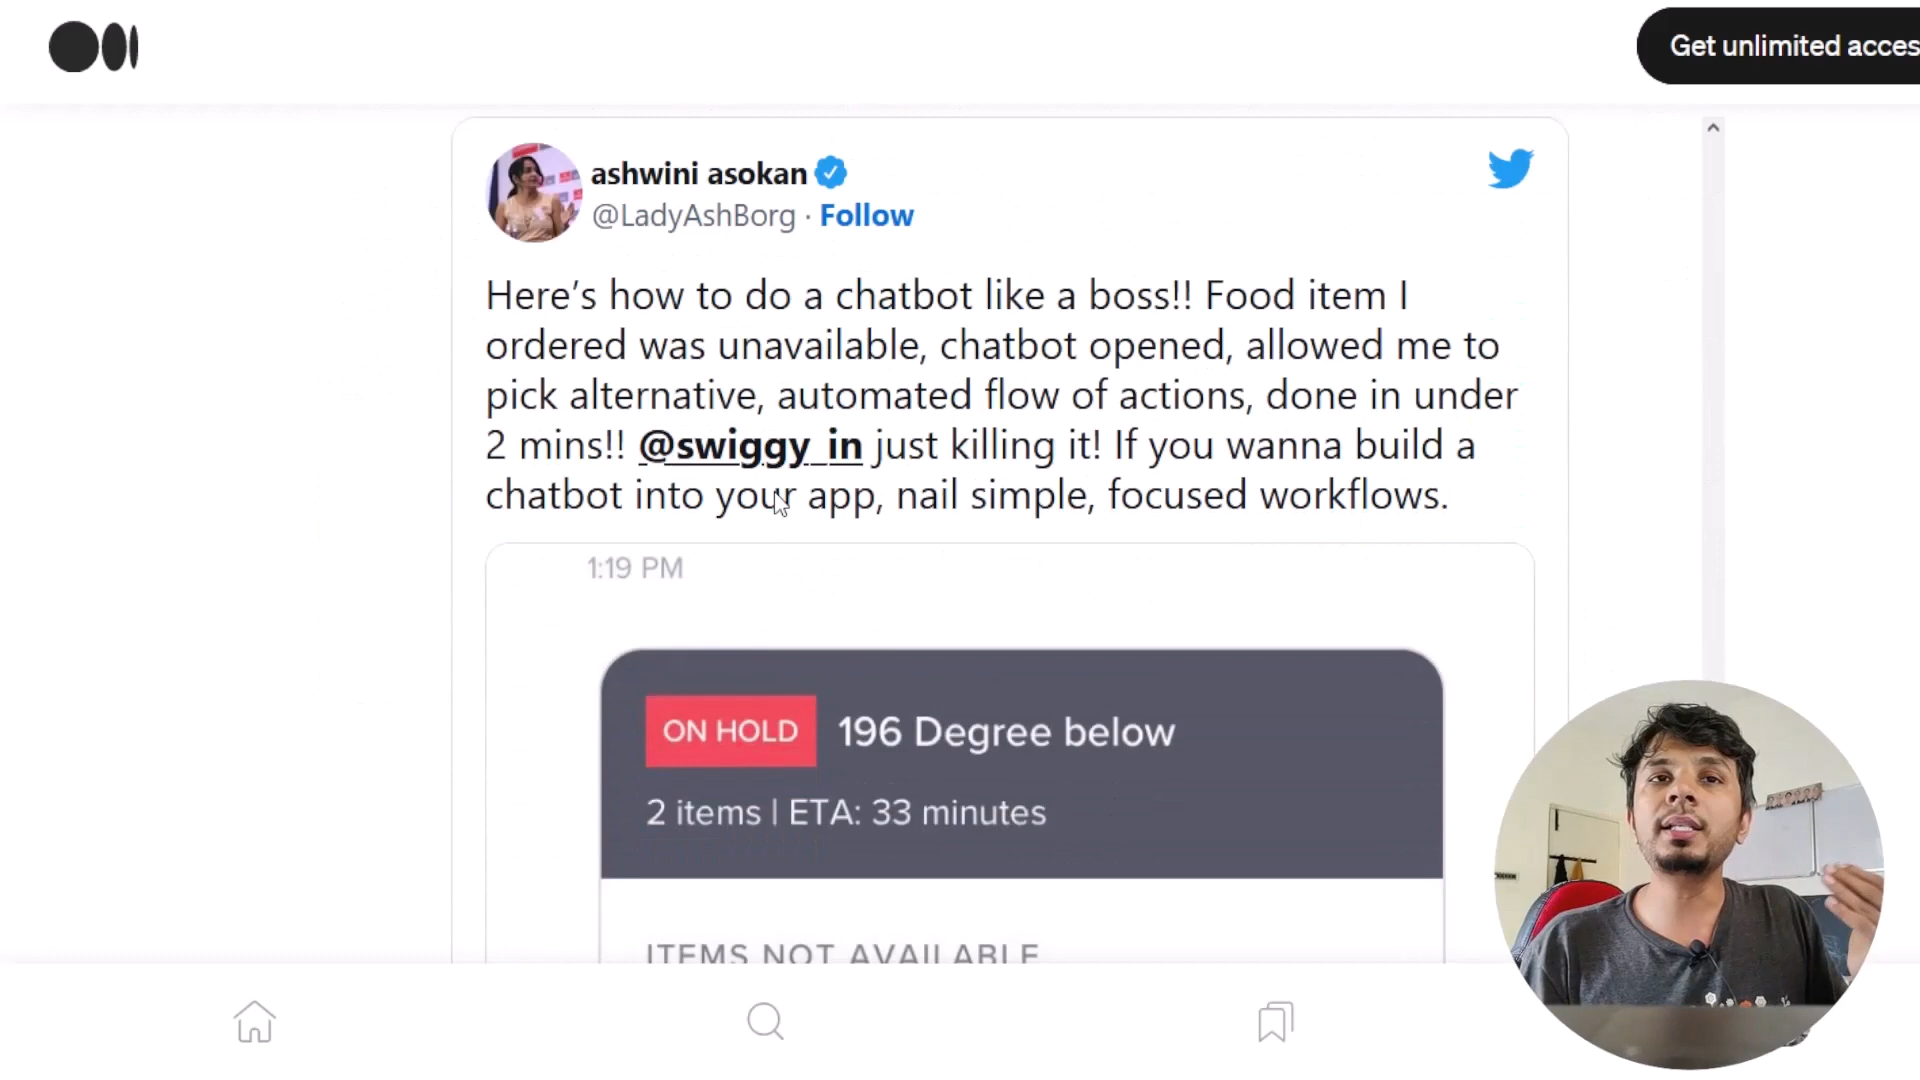 Get unlimited acces
ashwini asokan
@LadyAshBorg · Follow
Here’s how to do a chatbot like a boss!! Food item I
ordered was unavailable, chatbot opened, allowed me to
pick alternative, automated flow of actions, done in under
2 mins!! @swiggy_in just killing it! If you wanna build a
chatbot into your app, nail simple, focused workflows.
1:19 PM
ON HOLD 196 Degree below
2 items | ETA: 33 minutes
ITEMS NOT AVAILABLE